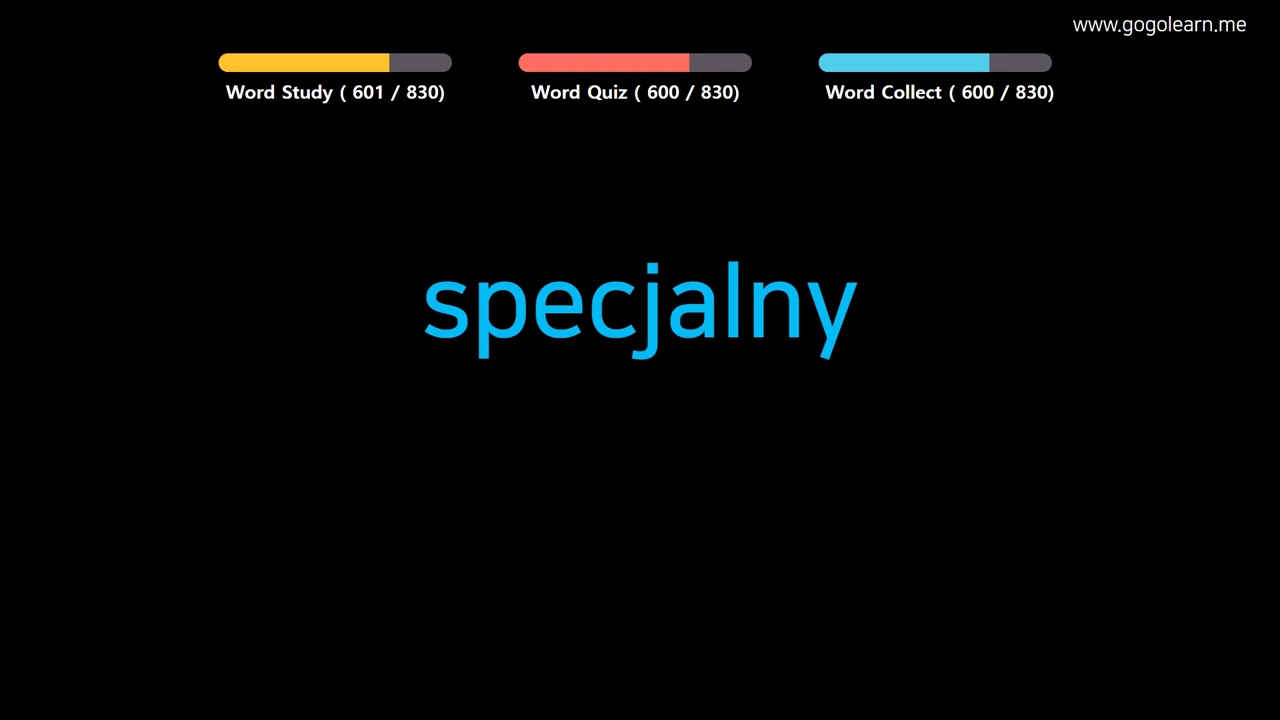 www.gogolearn.me
Word Study ( 601 / 830)
Word Quiz ( 600 / 830)
Word Collect ( 600 / 830)
specjalny